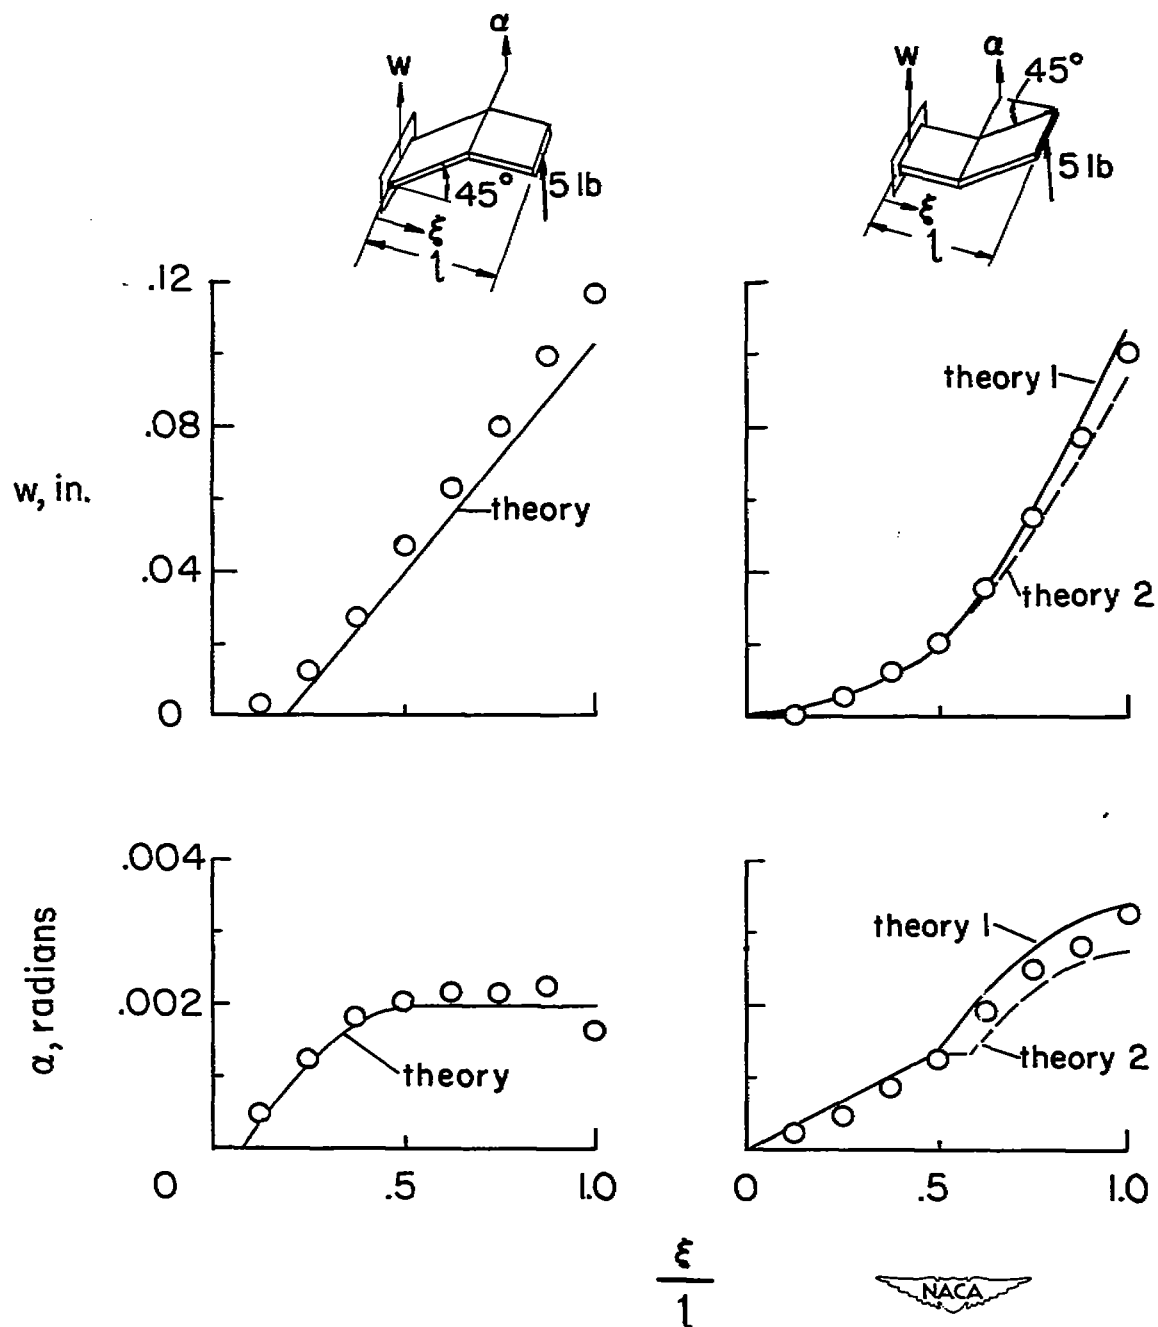 α
W
45°
5 lb
ξ
l
α
W
45°
5 lb
ξ
l
.12
.08
w, in.
.04
0
theory
theory 1
theory 2
.004
α, radians
.002
theory
0
.5
1.0
theory 1
theory 2
0
.5
1.0
ξ
l
NACA